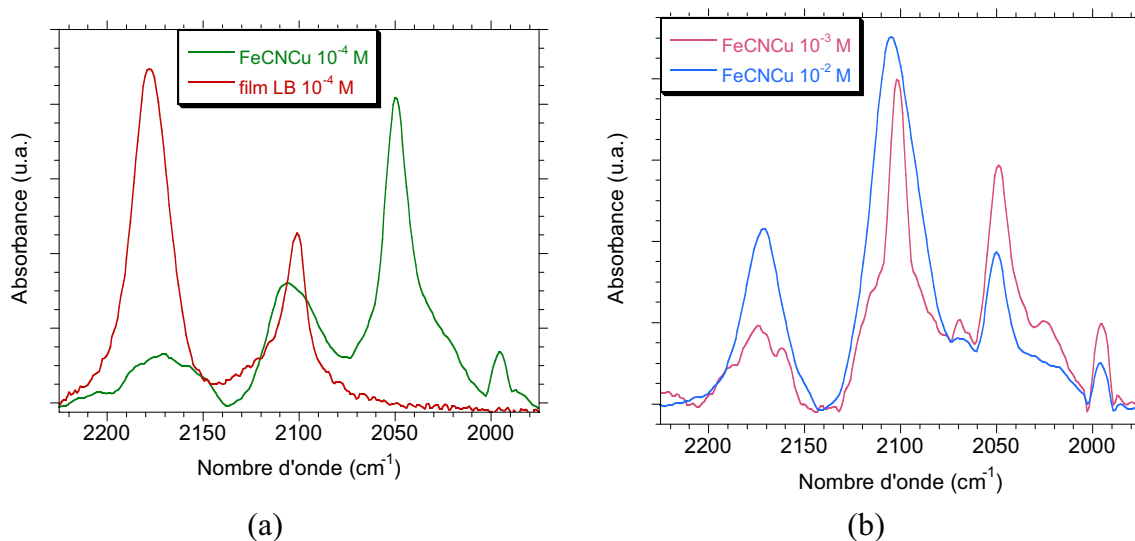 FeCNCu 10⁻⁴ M
film LB 10⁻⁴ M
Absorbance (u.a.)
2200 2150 2100 2050 2000
Nombre d'onde (cm⁻¹)
(a)
FeCNCu 10⁻³ M
FeCNCu 10⁻² M
Absorbance (u.a.)
2200 2150 2100 2050 2000
Nombre d'onde (cm⁻¹)
(b)